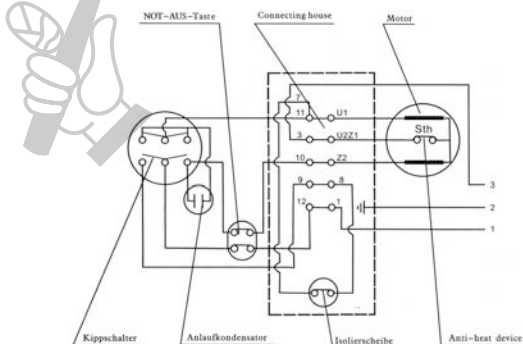 NOT-AUS-Taste Connecting house Motor
7
11 U1
Sth
3 U2Z1
10 Z2
9 8
3
12 1
2
1
Kippschalter Anlaufkondensator Isolierscheibe Anti-heat device